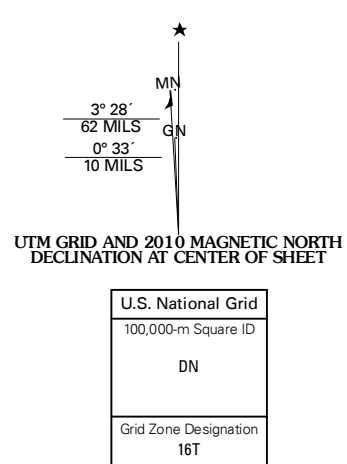 ★
MN
3° 28´
62 MILS
GN
0° 33´
10 MILS
UTM GRID AND 2010 MAGNETIC NORTH
DECLINATION AT CENTER OF SHEET
U.S. National Grid
100,000-m Square ID
DN
Grid Zone Designation
16T